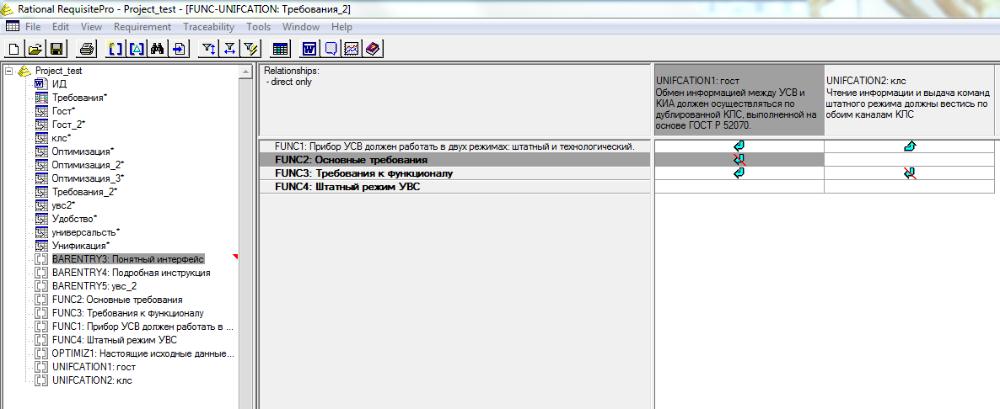 Rational RequisitePro - Project_test - [FUNC-UNIFCATION: Требования_2]
File Edit View Requirement Traceability Tools Window Help
Project_test
ИД
Требования*
Гост*
Гост_2*
клс*
Оптимизация*
Оптимизация_2*
Оптимизация_3*
Требования_2*
увс2*
Удобство*
универсальсть*
Унификация*
BARENTRY3: Понятный интерфейс
BARENTRY4: Подробная инструкция
BARENTRY5: увс_2
FUNC2: Основные требования
FUNC3: Требования к функционалу
FUNC1: Прибор УСВ должен работать в ...
FUNC4: Штатный режим УВС
OPTIMIZ1: Настоящие исходные данные...
UNIFCATION1: гост
UNIFCATION2: клс
Relationships:
- direct only
UNIFCATION1: гост
Обмен информацией между УСВ и
КИА должен осуществляться по
дублированной КЛС, выполненной на
основе ГОСТ Р 52070.
UNIFCATION2: клс
Чтение информации и выдача команд
штатного режима должны вестись по
обоим каналам КЛС
FUNC1: Прибор УСВ должен работать в двух режимах: штатный и технологический.
FUNC2: Основные требования
FUNC3: Требования к функционалу
FUNC4: Штатный режим УВС